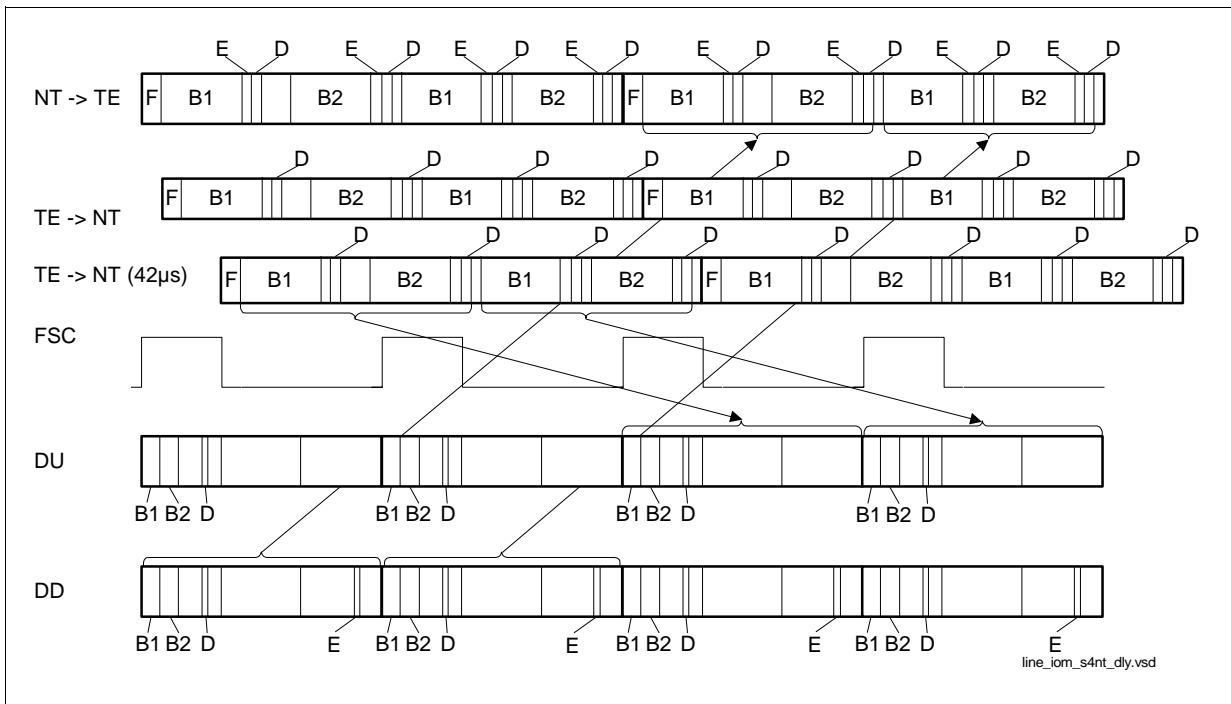 E D E D E D E D E D E D E D E D
NT -> TE F B1 B2 B1 B2 F B1 B2 B1 B2
D D D D D D D D
TE -> NT F B1 B2 B1 B2 F B1 B2 B1 B2
D D D D D D D D
TE -> NT (42µs) F B1 B2 B1 B2 F B1 B2 B1 B2
FSC
DU
B1 B2 D B1 B2 D B1 B2 D B1 B2 D
DD
B1 B2 D E B1 B2 D E B1 B2 D E B1 B2 D E
line_iom_s4nt_dly.vsd